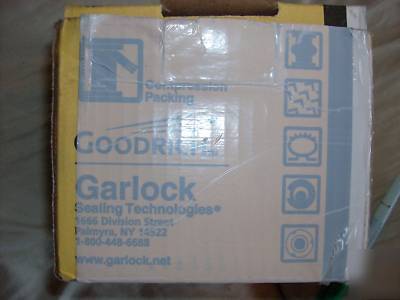 Compression
Packing
GOODRICH
Garlock
Sealing Technologies®
1666 Division Street
Palmyra, NY 14522
1-800-448-6688
www.garlock.net